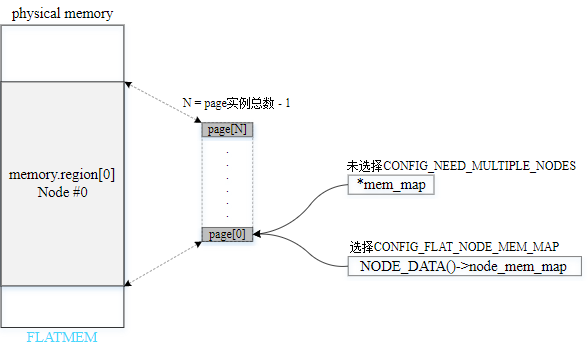 physical memory
N = page实例总数 - 1
page[N]
memory.region[0]
Node #0
未选择CONFIG_NEED_MULTIPLE_NODES
*mem_map
page[0]
选择CONFIG_FLAT_NODE_MEM_MAP
NODE_DATA()->node_mem_map
FLATMEM